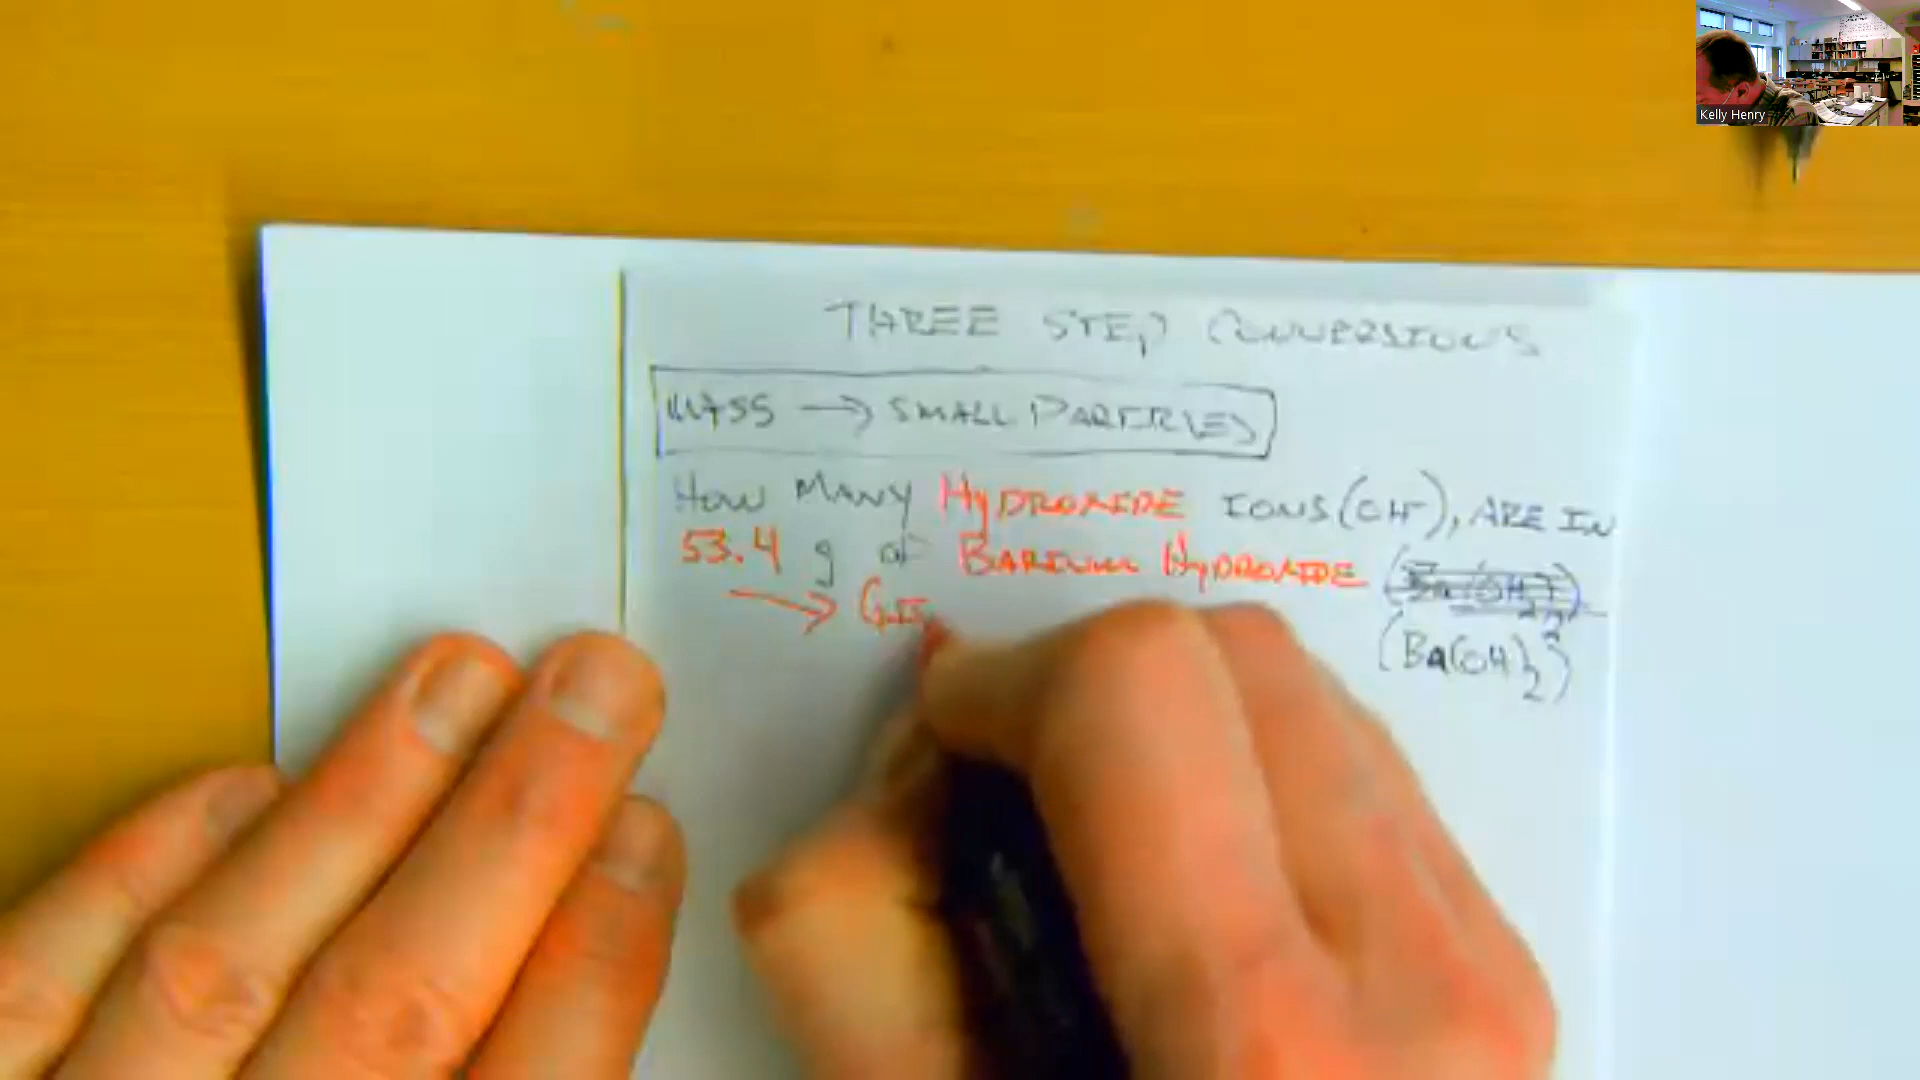 Kelly Henry
THREE STEP CONVERSIONS
MASS → SMALL PARTICLES
HOW MANY HYDROXIDE IONS (OH⁻), ARE IN
53.4 g OF BARIUM HYDROXIDE
→ GI
(Ba(OH)₂)